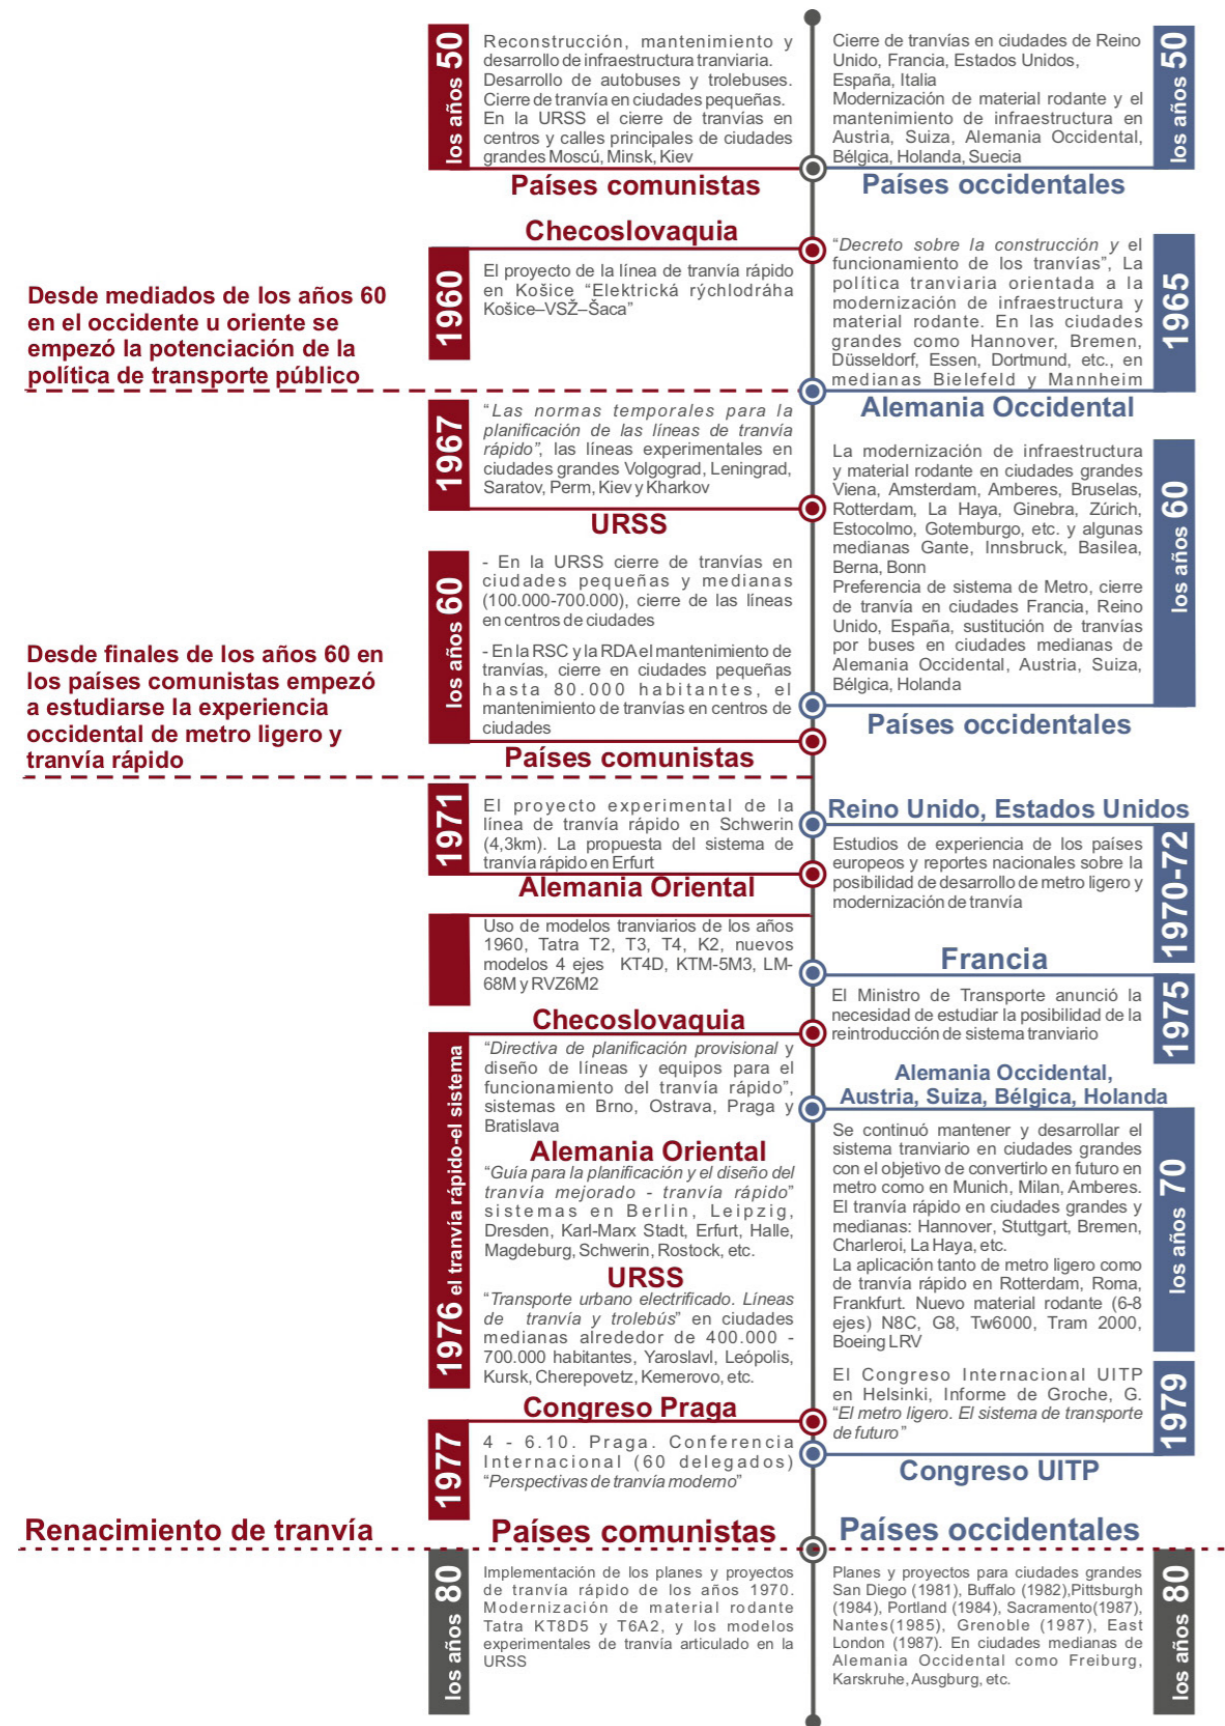 los años 50
Reconstrucción, mantenimiento y
desarrollo de infraestructura tranviaria.
Desarrollo de autobuses y trolebuses.
Cierre de tranvía en ciudades pequeñas.
En la URSS el cierre de tranvías en
centros y calles principales de ciudades
grandes Moscú, Minsk, Kiev
Países comunistas
Cierre de tranvías en ciudades de Reino
Unido, Francia, Estados Unidos,
España, Italia
Modernización de material rodante y el
mantenimiento de infraestructura en
Austria, Suiza, Alemania Occidental,
Bélgica, Holanda, Suecia
los años 50
Países occidentales
Checoslovaquia
1960
El proyecto de la línea de tranvía rápido
en Košice “Elektrická rýchlodráha
Košice–VSŽ–Šaca”
“Decreto sobre la construcción y el
funcionamiento de los tranvías”, La
política tranviaria orientada a la
modernización de infraestructura y
material rodante. En las ciudades
grandes como Hannover, Bremen,
Düsseldorf, Essen, Dortmund, etc., en
medianas Bielefeld y Mannheim
1965
Alemania Occidental
Desde mediados de los años 60
en el occidente u oriente se
empezó la potenciación de la
política de transporte público
1967
“Las normas temporales para la
planificación de las líneas de tranvía
rápido”, las líneas experimentales en
ciudades grandes Volgograd, Leningrad,
Saratov, Perm, Kiev y Kharkov
URSS
La modernización de infraestructura
y material rodante en ciudades grandes
Viena, Amsterdam, Amberes, Bruselas,
Rotterdam, La Haya, Ginebra, Zúrich,
Estocolmo, Gotemburgo, etc. y algunas
medianas Gante, Innsbruck, Basilea,
Berna, Bonn
Preferencia de sistema de Metro, cierre
de tranvía en ciudades Francia, Reino
Unido, España, sustitución de tranvías
por buses en ciudades medianas de
Alemania Occidental, Austria, Suiza,
Bélgica, Holanda
los años 60
Países occidentales
los años 60
- En la URSS cierre de tranvías en
ciudades pequeñas y medianas
(100.000-700.000), cierre de las líneas
en centros de ciudades
- En la RSC y la RDA el mantenimiento de
tranvías, cierre en ciudades pequeñas
hasta 80.000 habitantes, el
mantenimiento de tranvías en centros de
ciudades
Países comunistas
Desde finales de los años 60 en
los países comunistas empezó
a estudiarse la experiencia
occidental de metro ligero y
tranvía rápido
1971
El proyecto experimental de la
línea de tranvía rápido en Schwerin
(4,3km). La propuesta del sistema de
tranvía rápido en Erfurt
Alemania Oriental
Reino Unido, Estados Unidos
Estudios de experiencia de los países
europeos y reportes nacionales sobre la
posibilidad de desarrollo de metro ligero y
modernización de tranvía
1970-72
Uso de modelos tranviarios de los años
1960, Tatra T2, T3, T4, K2, nuevos
modelos 4 ejes KT4D, KTM-5M3, LM-
68M y RVZ6M2
Francia
El Ministro de Transporte anunció la
necesidad de estudiar la posibilidad de la
reintroducción de sistema tranviario
1975
Checoslovaquia
1976 el tranvía rápido-el sistema
“Directiva de planificación provisional y
diseño de líneas y equipos para el
funcionamiento del tranvía rápido”,
sistemas en Brno, Ostrava, Praga y
Bratislava
Alemania Oriental
“Guía para la planificación y el diseño del
tranvía mejorado - tranvía rápido”
sistemas en Berlin, Leipzig,
Dresden, Karl-Marx Stadt, Erfurt, Halle,
Magdeburg, Schwerin, Rostock, etc.
URSS
“Transporte urbano electrificado. Líneas
de tranvía y trolebús” en ciudades
medianas alrededor de 400.000 -
700.000 habitantes, Yaroslavl, Leópolis,
Kursk, Cherepovetz, Kemerovo, etc.
Alemania Occidental,
Austria, Suiza, Bélgica, Holanda
Se continuó mantener y desarrollar el
sistema tranviario en ciudades grandes
con el objetivo de convertirlo en futuro en
metro como en Munich, Milan, Amberes.
El tranvía rápido en ciudades grandes y
medianas: Hannover, Stuttgart, Bremen,
Charleroi, La Haya, etc.
La aplicación tanto de metro ligero como
de tranvía rápido en Rotterdam, Roma,
Frankfurt. Nuevo material rodante (6-8
ejes) N8C, G8, Tw6000, Tram 2000,
Boeing LRV
los años 70
El Congreso Internacional UITP
en Helsinki, Informe de Groche, G.
“El metro ligero. El sistema de transporte
de futuro”
1979
Congreso UITP
Congreso Praga
1977
4 - 6.10. Praga. Conferencia
Internacional (60 delegados)
“Perspectivas de tranvía moderno”
Renacimiento de tranvía
Países comunistas
Países occidentales
los años 80
Implementación de los planes y proyectos
de tranvía rápido de los años 1970.
Modernización de material rodante
Tatra KT8D5 y T6A2, y los modelos
experimentales de tranvía articulado en la
URSS
Planes y proyectos para ciudades grandes
San Diego (1981), Buffalo (1982),Pittsburgh
(1984), Portland (1984), Sacramento(1987),
Nantes(1985), Grenoble (1987), East
London (1987). En ciudades medianas de
Alemania Occidental como Freiburg,
Karskruhe, Ausgburg, etc.
los años 80